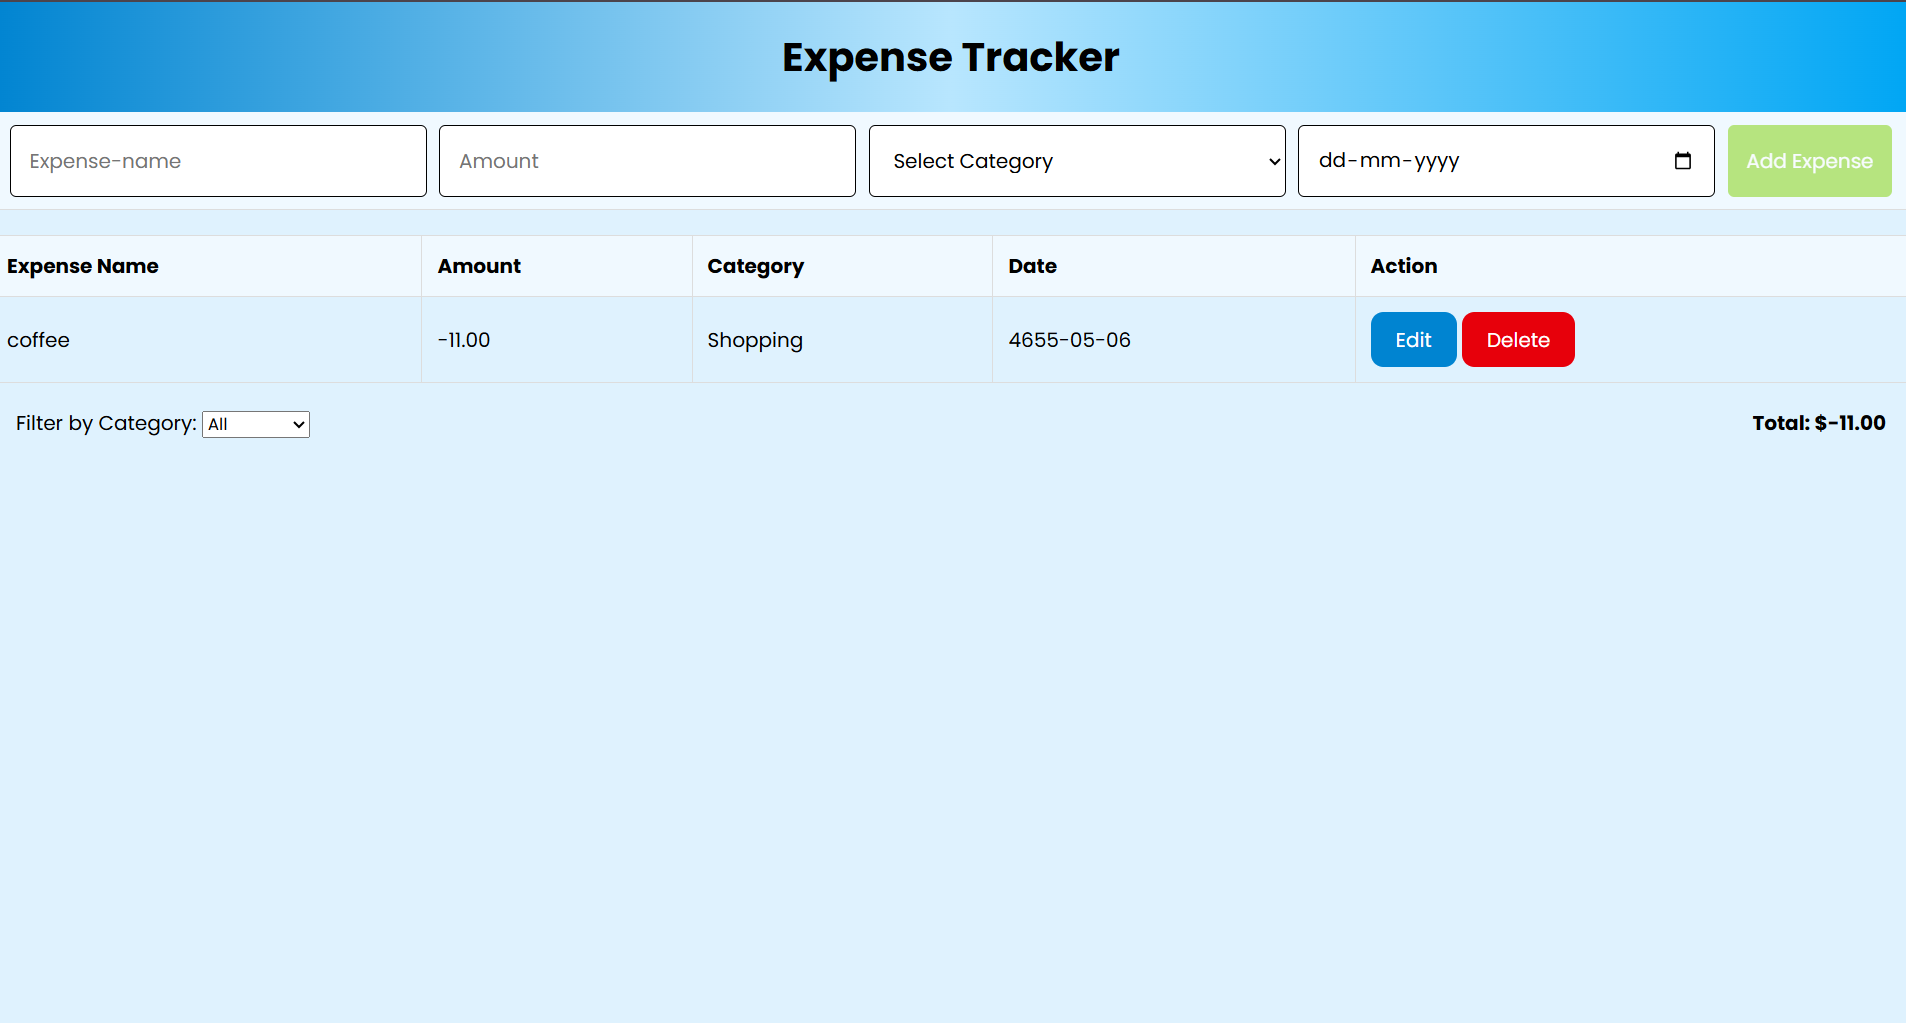 Expense Tracker
Expense-name Amount Select Category dd-mm-yyyy Add Expense
Expense Name Amount Category Date Action
coffee -11.00 Shopping 4655-05-06 Edit Delete
Filter by Category: All Total: $-11.00